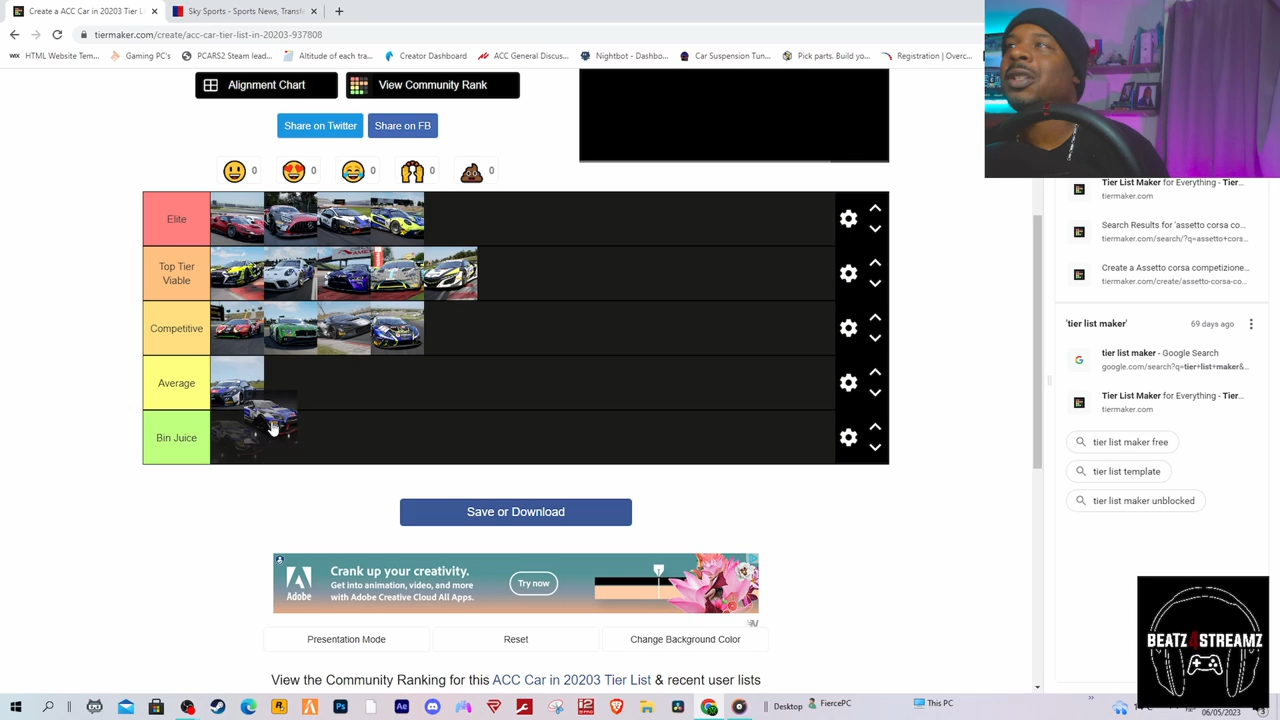 Create a ACC Car in 20203 Tier Li
Sky Sports - Sports News, Transf
tiermaker.com/create/acc-car-tier-list-in-20203-937808
WIX HTML Website Tem... Gaming PC's PCARS2 Steam lead... Altitude of each tra... Creator Dashboard ACC General Discus... Nightbot - Dashbo... Car Suspension Tun... Pick parts. Build yo... Registration | Overc...
Alignment Chart
View Community Rank
Share on Twitter
Share on FB
0 0 0 0 0
Elite
Top Tier
Viable
Competitive
Average
Bin Juice
Save or Download
Adobe
Crank up your creativity.
Get into animation, video, and more
with Adobe Creative Cloud All Apps.
Try now
Presentation Mode
Reset
Change Background Color
View the Community Ranking for this ACC Car in 20203 Tier List & recent user lists
Tier List Maker for Everything - Tier...
tiermaker.com
Search Results for 'assetto corsa co...
tiermaker.com/search/?q=assetto+cors...
Create a Assetto corsa competizione...
tiermaker.com/create/assetto-corsa-co...
'tier list maker'
69 days ago
tier list maker - Google Search
google.com/search?q=tier+list+maker&...
Tier List Maker for Everything - Tier...
tiermaker.com
tier list maker free
tier list template
tier list maker unblocked
BEATZ4STREAMZ
Desktop
FiercePC
This PC
06/05/2023